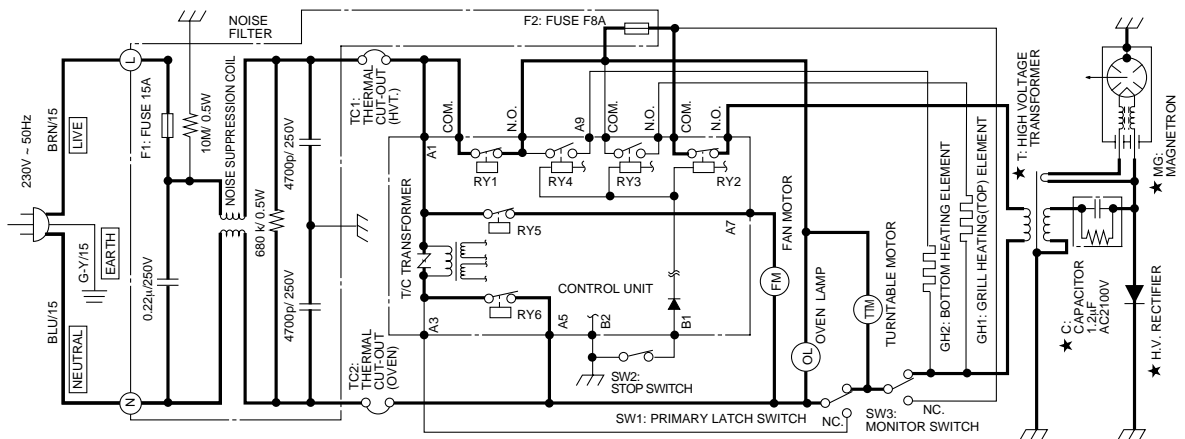 F2: FUSE F8A
NOISE
FILTER
L
230V ~ 50Hz
BRN/15
LIVE
F1: FUSE 15A
10M/ 0.5W
NOISE SUPPRESSION COIL
4700p/ 250V
TC1:
THERMAL
CUT-OUT
(HVT.)
COM.
N.O.
A9
COM.
N.O.
COM.
N.O.
A1
RY1
RY4
RY3
RY2
G-Y/15
EARTH
0.22μ/250V
680 k/ 0.5W
4700p/ 250V
BLU/15
NEUTRAL
N
TC2:
THERMAL
CUT-OUT
(OVEN)
T/C TRANSFORMER
RY5
A7
CONTROL UNIT
RY6
A3
A5
B2
B1
SW2:
STOP SWITCH
FAN MOTOR
FM
OVEN LAMP
OL
TURNTABLE MOTOR
TTM
GH2: BOTTOM HEATING ELEMENT
GH1: GRILL HEATING(TOP) ELEMENT
SW1: PRIMARY LATCH SWITCH
NC.
SW3:
MONITOR SWITCH
NC.
★ T: HIGH VOLTAGE
TRANSFORMER
★ MG:
MAGNETRON
★ C:
CAPACITOR
1.2μF
AC2100V
★ H.V. RECTIFIER